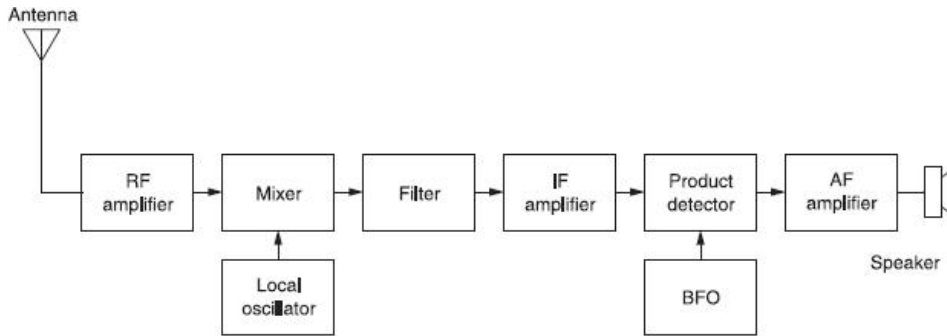 Antenna
RF
amplifier
Mixer
Filter
IF
amplifier
Product
detector
AF
amplifier
Speaker
Local
oscillator
BFO